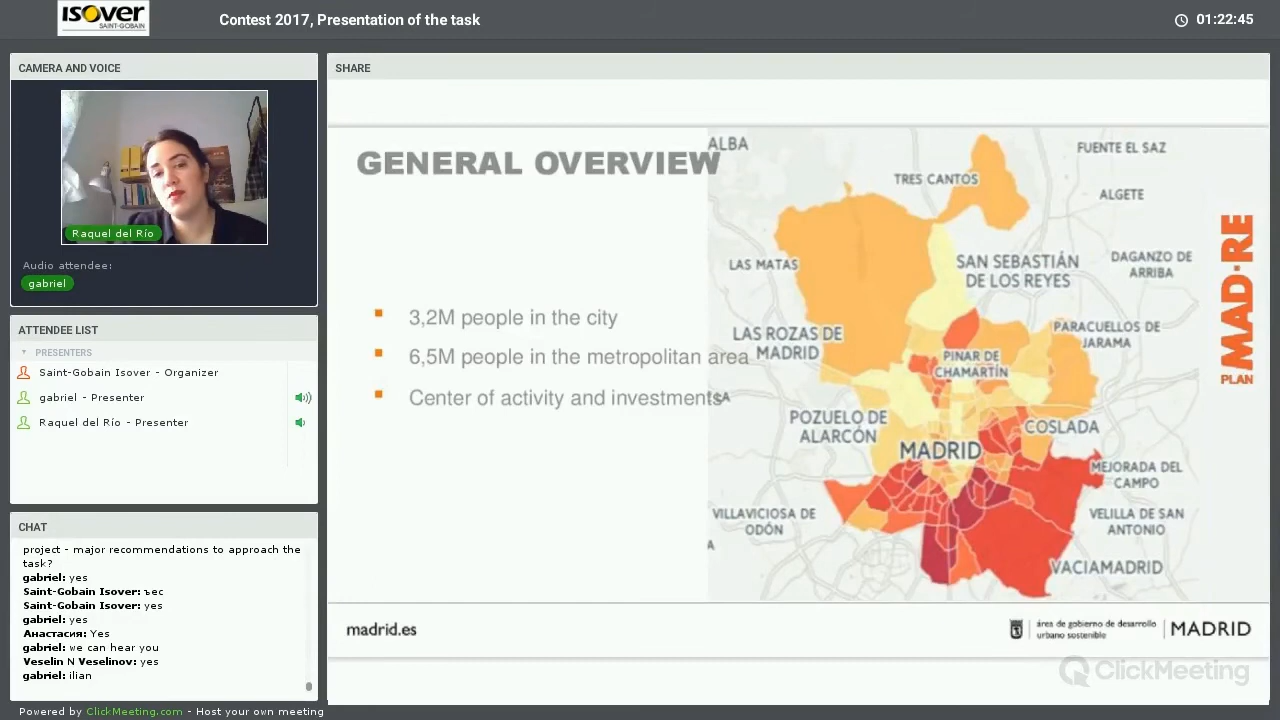 isover
SAINT-GOBAIN
Contest 2017, Presentation of the task
01:22:45
CAMERA AND VOICE
Raquel del Río
Audio attendee:
gabriel
ATTENDEE LIST
PRESENTERS
Saint-Gobain Isover - Organizer
gabriel - Presenter
Raquel del Río - Presenter
CHAT
project - major recommendations to approach the
task?
gabriel: yes
Saint-Gobain Isover: ъес
Saint-Gobain Isover: yes
gabriel: yes
Анастасия: Yes
gabriel: we can hear you
Veselin N Veselinov: yes
gabriel: ilian
Powered by ClickMeeting.com - Host your own meeting
SHARE
GENERAL OVERVIEW
3,2M people in the city
6,5M people in the metropolitan area
Center of activity and investments
ALBA
TRES CANTOS
FUENTE EL SAZ
ALGETE
LAS MATAS
SAN SEBASTIÁN
DE LOS REYES
DAGANZO DE
ARRIBA
LAS ROZAS DE
MADRID
PINAR DE
CHAMARTÍN
PARACUELLOS DE
JARAMA
POZUELO DE
ALARCÓN
MADRID
COSLADA
MEJORADA DEL
CAMPO
VILLAVICIOSA DE
ODÓN
VELILLA DE SAN
ANTONIO
VACIAMADRID
PLAN MAD-RE
madrid.es
área de gobierno de desarrollo
urbano sostenible
MADRID
ClickMeeting